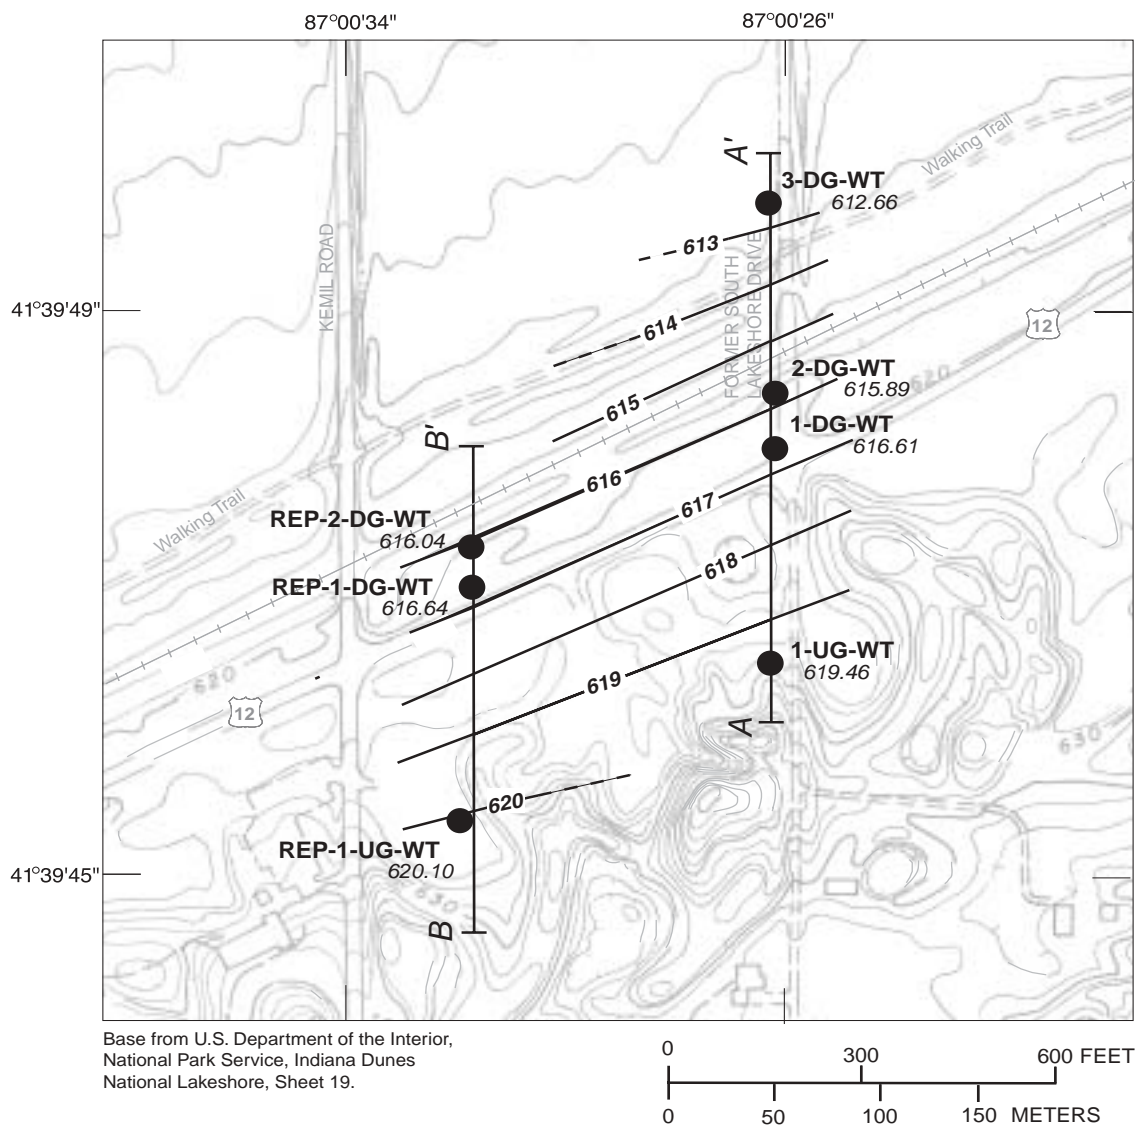 87°00'34"
87°00'26"
A'
Walking Trail
3-DG-WT
612.66
613
KEMIL ROAD
FORMER SOUTH
LAKESHORE DRIVE
41°39'49"
614
12
2-DG-WT
615.89
620
615
1-DG-WT
616.61
B'
616
617
Walking Trail
REP-2-DG-WT
616.04
618
REP-1-DG-WT
616.64
1-UG-WT
619.46
620
619
12
A
630
620
REP-1-UG-WT
620.10
41°39'45"
630
B
Base from U.S. Department of the Interior,
National Park Service, Indiana Dunes
National Lakeshore, Sheet 19.
0 300 600 FEET
0 50 100 150 METERS